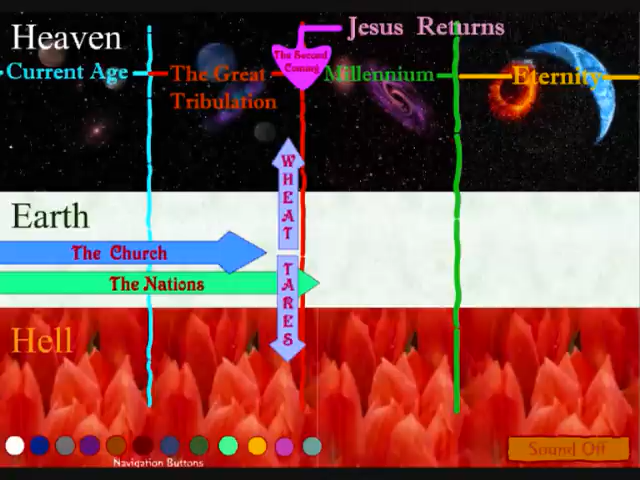 Heaven
Jesus Returns
The Second
Coming
Current Age
The Great
Tribulation
Millennium
Eternity
WHEAT
Earth
The Church
The Nations
TARES
Hell
Sound Off
Navigation Buttons